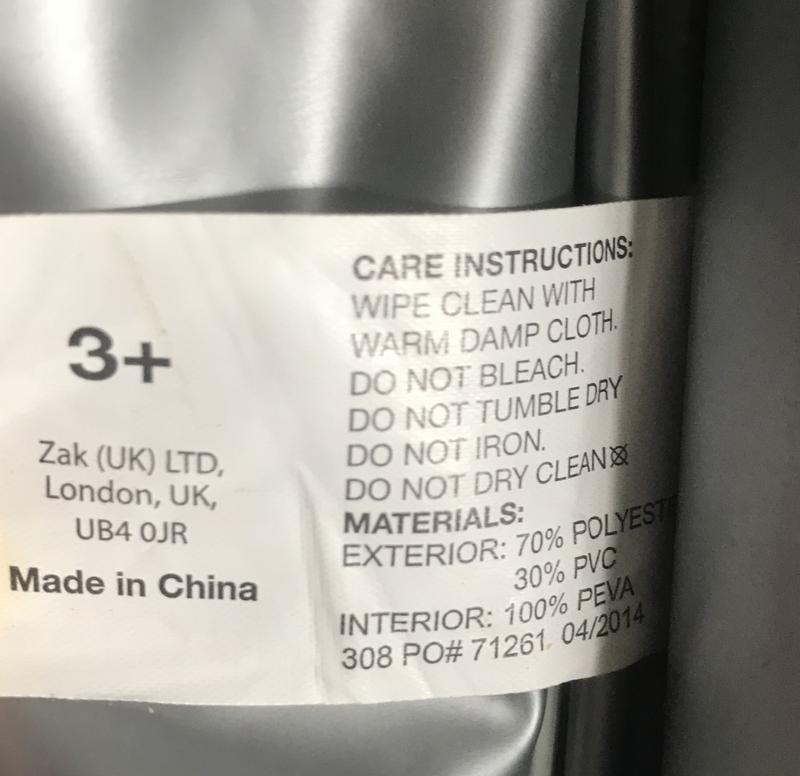 3+
Zak (UK) LTD,
London, UK,
UB4 0JR
Made in China
CARE INSTRUCTIONS:
WIPE CLEAN WITH
WARM DAMP CLOTH.
DO NOT BLEACH.
DO NOT TUMBLE DRY
DO NOT IRON.
DO NOT DRY CLEAN
MATERIALS:
EXTERIOR: 70% POLYESTE
30% PVC
INTERIOR: 100% PEVA
308 PO# 71261 04/2014